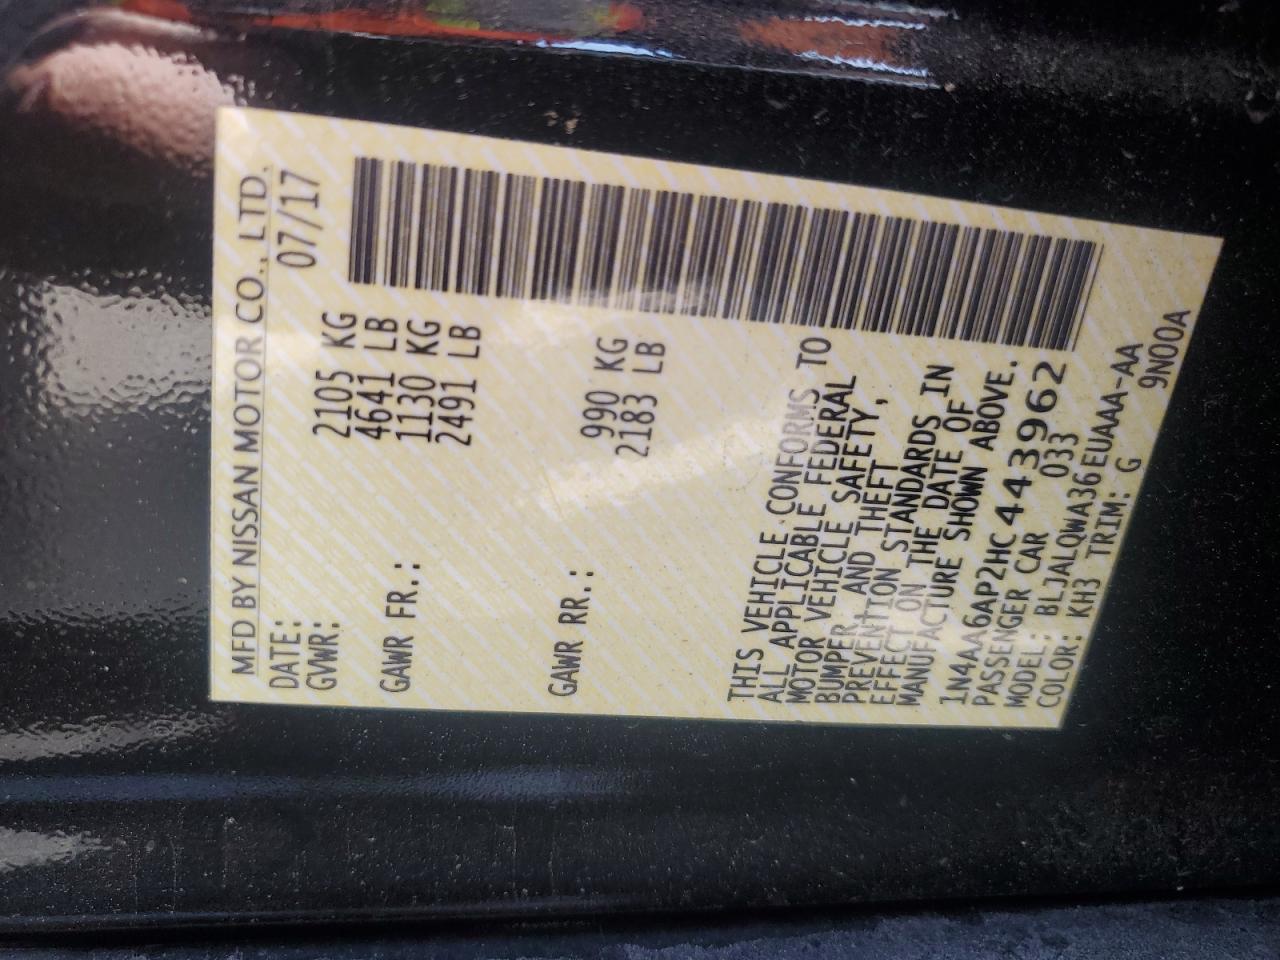 MFD BY NISSAN MOTOR CO., LTD.
DATE: 07/17
GVWR: 2105 KG
4641 LB
GAWR FR.: 1130 KG
2491 LB
GAWR RR.: 990 KG
2183 LB
THIS VEHICLE CONFORMS TO
ALL APPLICABLE FEDERAL
MOTOR VEHICLE SAFETY,
BUMPER, AND THEFT
PREVENTION STANDARDS IN
EFFECT ON THE DATE OF
MANUFACTURE SHOWN ABOVE.
1N4AA6AP2HC443962
PASSENGER CAR 033
MODEL: BLJALQWA36EUAAA-AA
COLOR: KH3 TRIM: G 9N00A